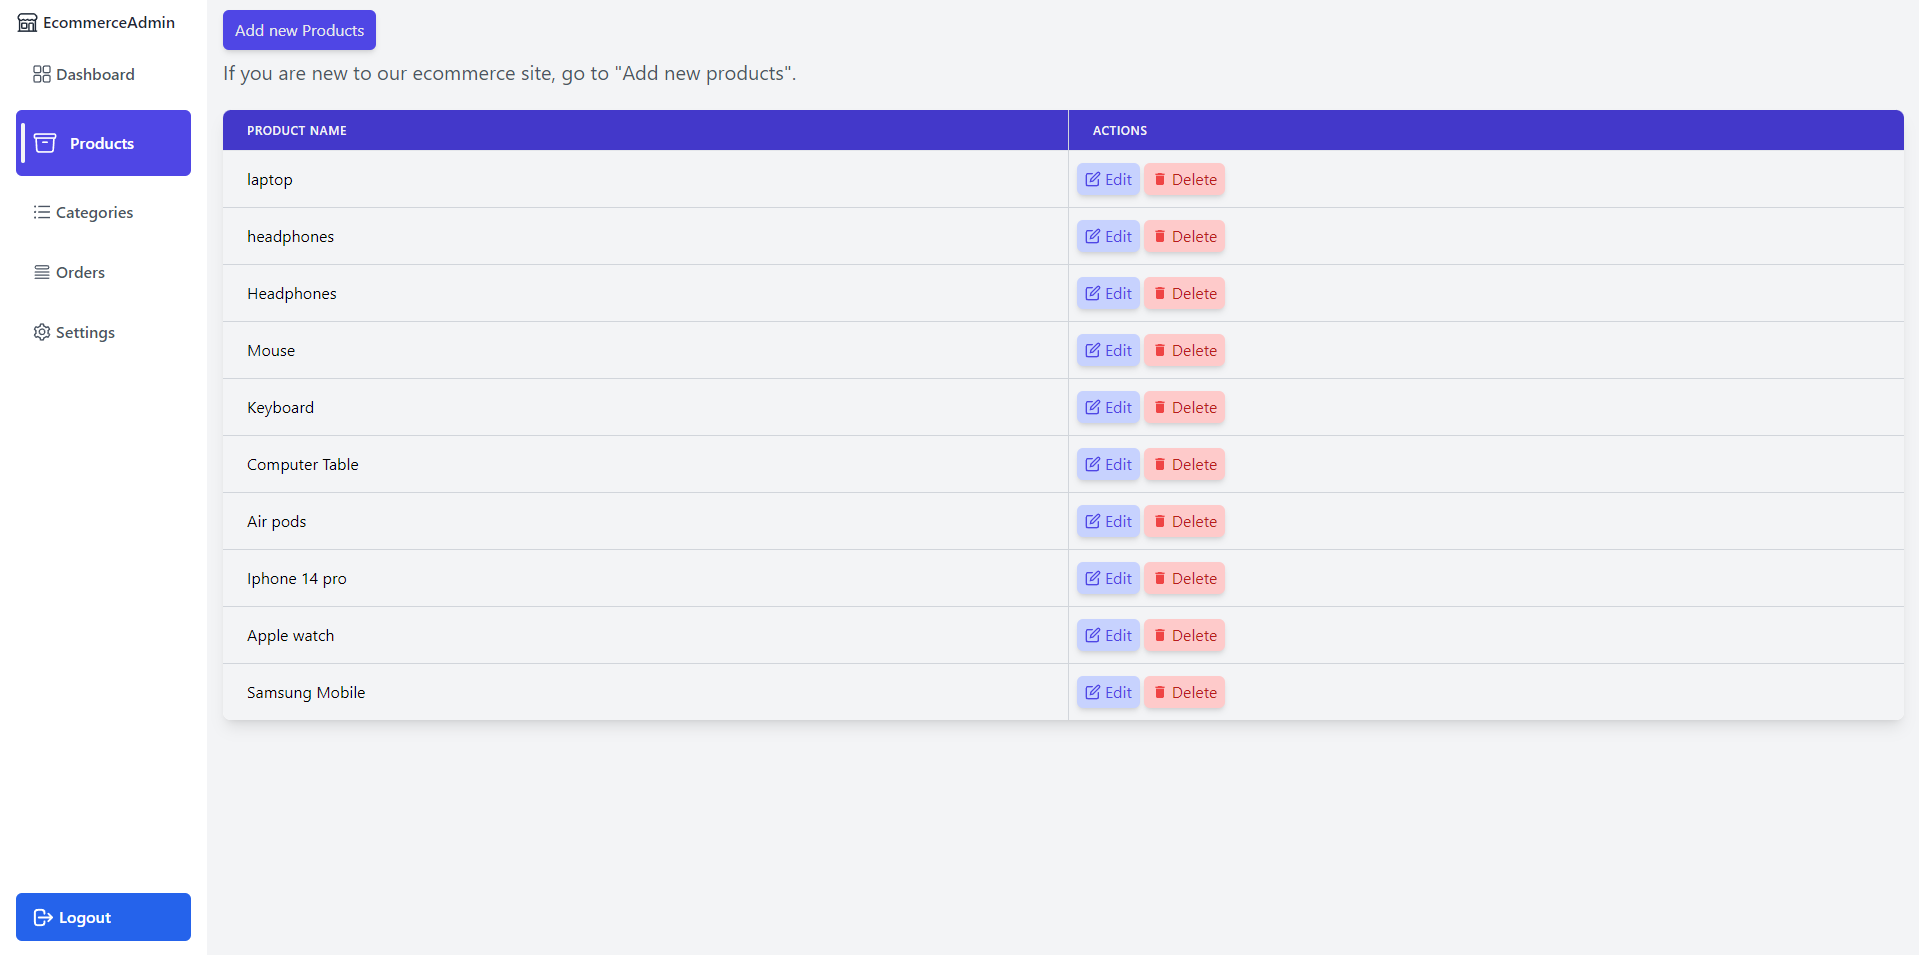 EcommerceAdmin
Dashboard
Products
Categories
Orders
Settings
Logout
Add new Products
If you are new to our ecommerce site, go to "Add new products".
PRODUCT NAME ACTIONS
laptop Edit Delete
headphones Edit Delete
Headphones Edit Delete
Mouse Edit Delete
Keyboard Edit Delete
Computer Table Edit Delete
Air pods Edit Delete
Iphone 14 pro Edit Delete
Apple watch Edit Delete
Samsung Mobile Edit Delete